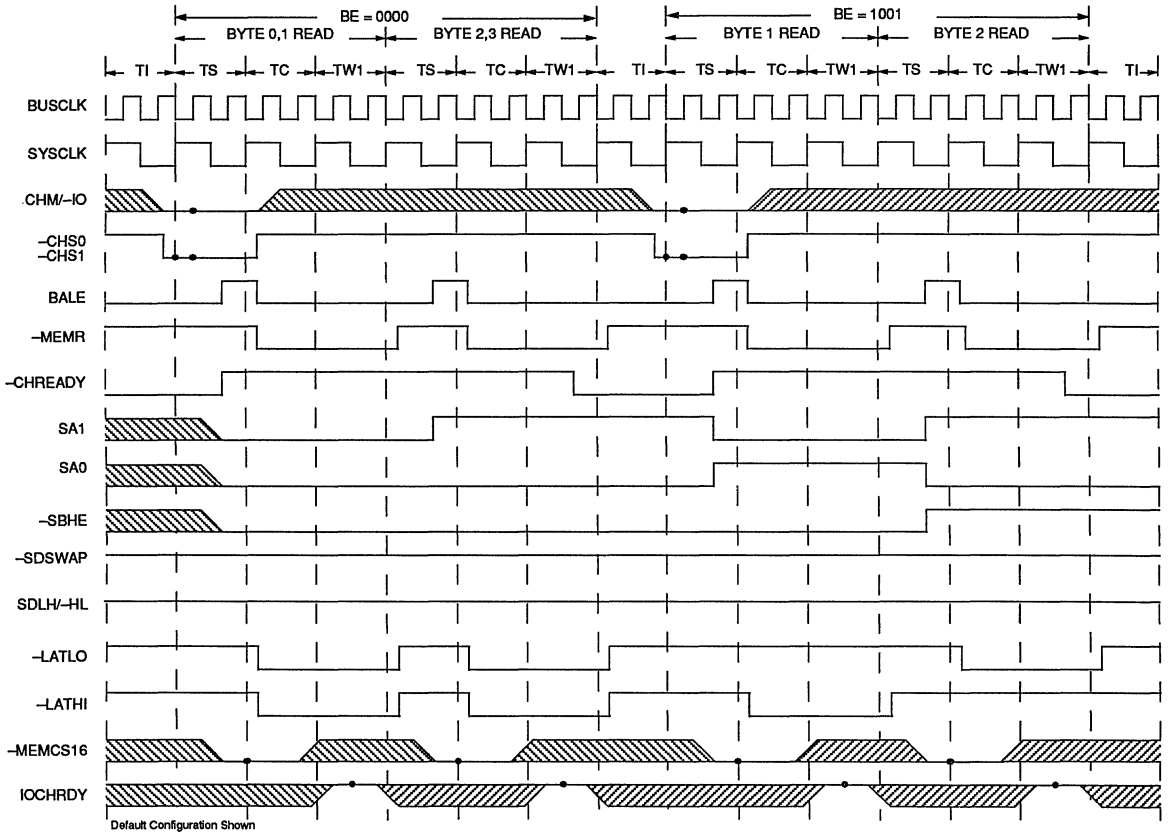 BE = 0000 BE = 1001
BYTE 0,1 READ BYTE 2,3 READ BYTE 1 READ BYTE 2 READ
TI TS TC TW1 TS TC TW1 TI TS TC TW1 TS TC TW1 TI
BUSCLK
SYSCLK
CHM/–IO
–CHS0
–CHS1
BALE
–MEMR
–CHREADY
SA1
SA0
–SBHE
–SDSWAP
SDLH/–HL
–LATLO
–LATHI
–MEMCS16
IOCHRDY
Default Configuration Shown